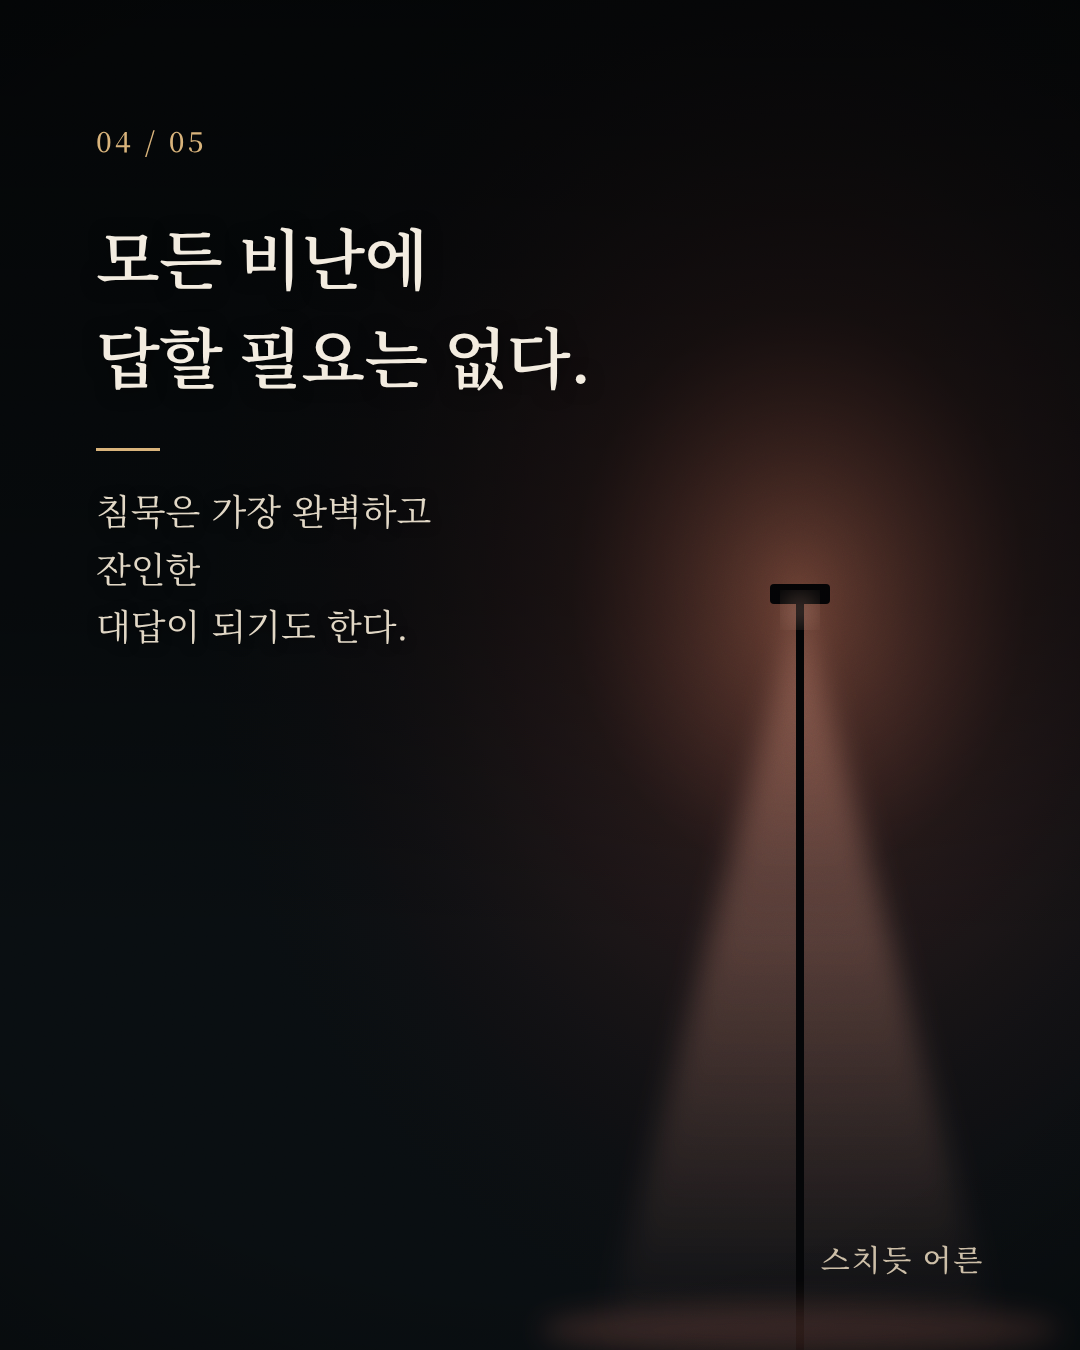 04 / 05
모든 비난에
답할 필요는 없다.
침묵은 가장 완벽하고
잔인한
대답이 되기도 한다.
스치듯 어른